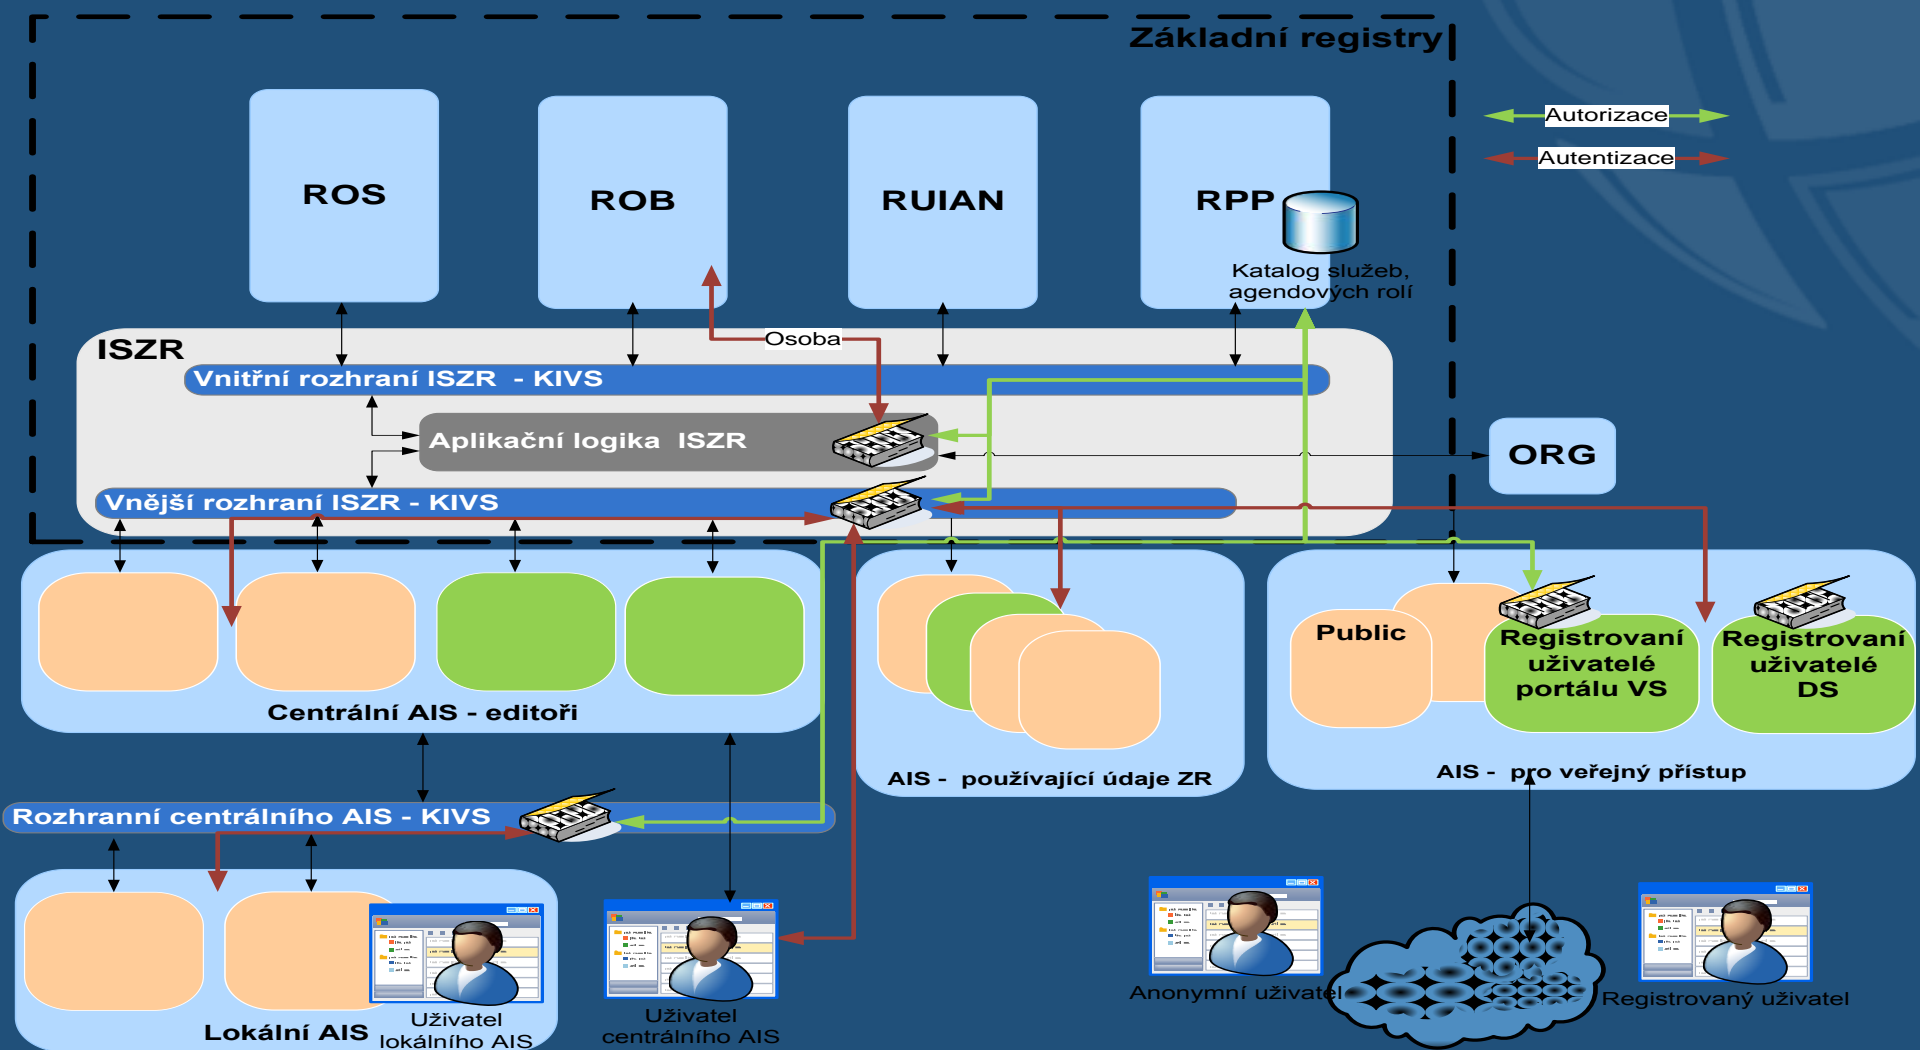 Základní registry
ROS
ROB
RUIAN
RPP
Katalog služeb,
agendových rolí
Autorizace
Autentizace
Osoba
ISZR
Vnitřní rozhraní ISZR - KIVS
Aplikační logika ISZR
ORG
Vnější rozhraní ISZR - KIVS
Centrální AIS - editoři
AIS - používající údaje ZR
Public
Registrovaní
uživatelé
portálu VS
Registrovaní
uživatelé
DS
AIS - pro veřejný přístup
Rozhranní centrálního AIS - KIVS
Lokální AIS
Uživatel
lokálního AIS
Uživatel
centrálního AIS
Anonymní uživatel
Registrovaný uživatel